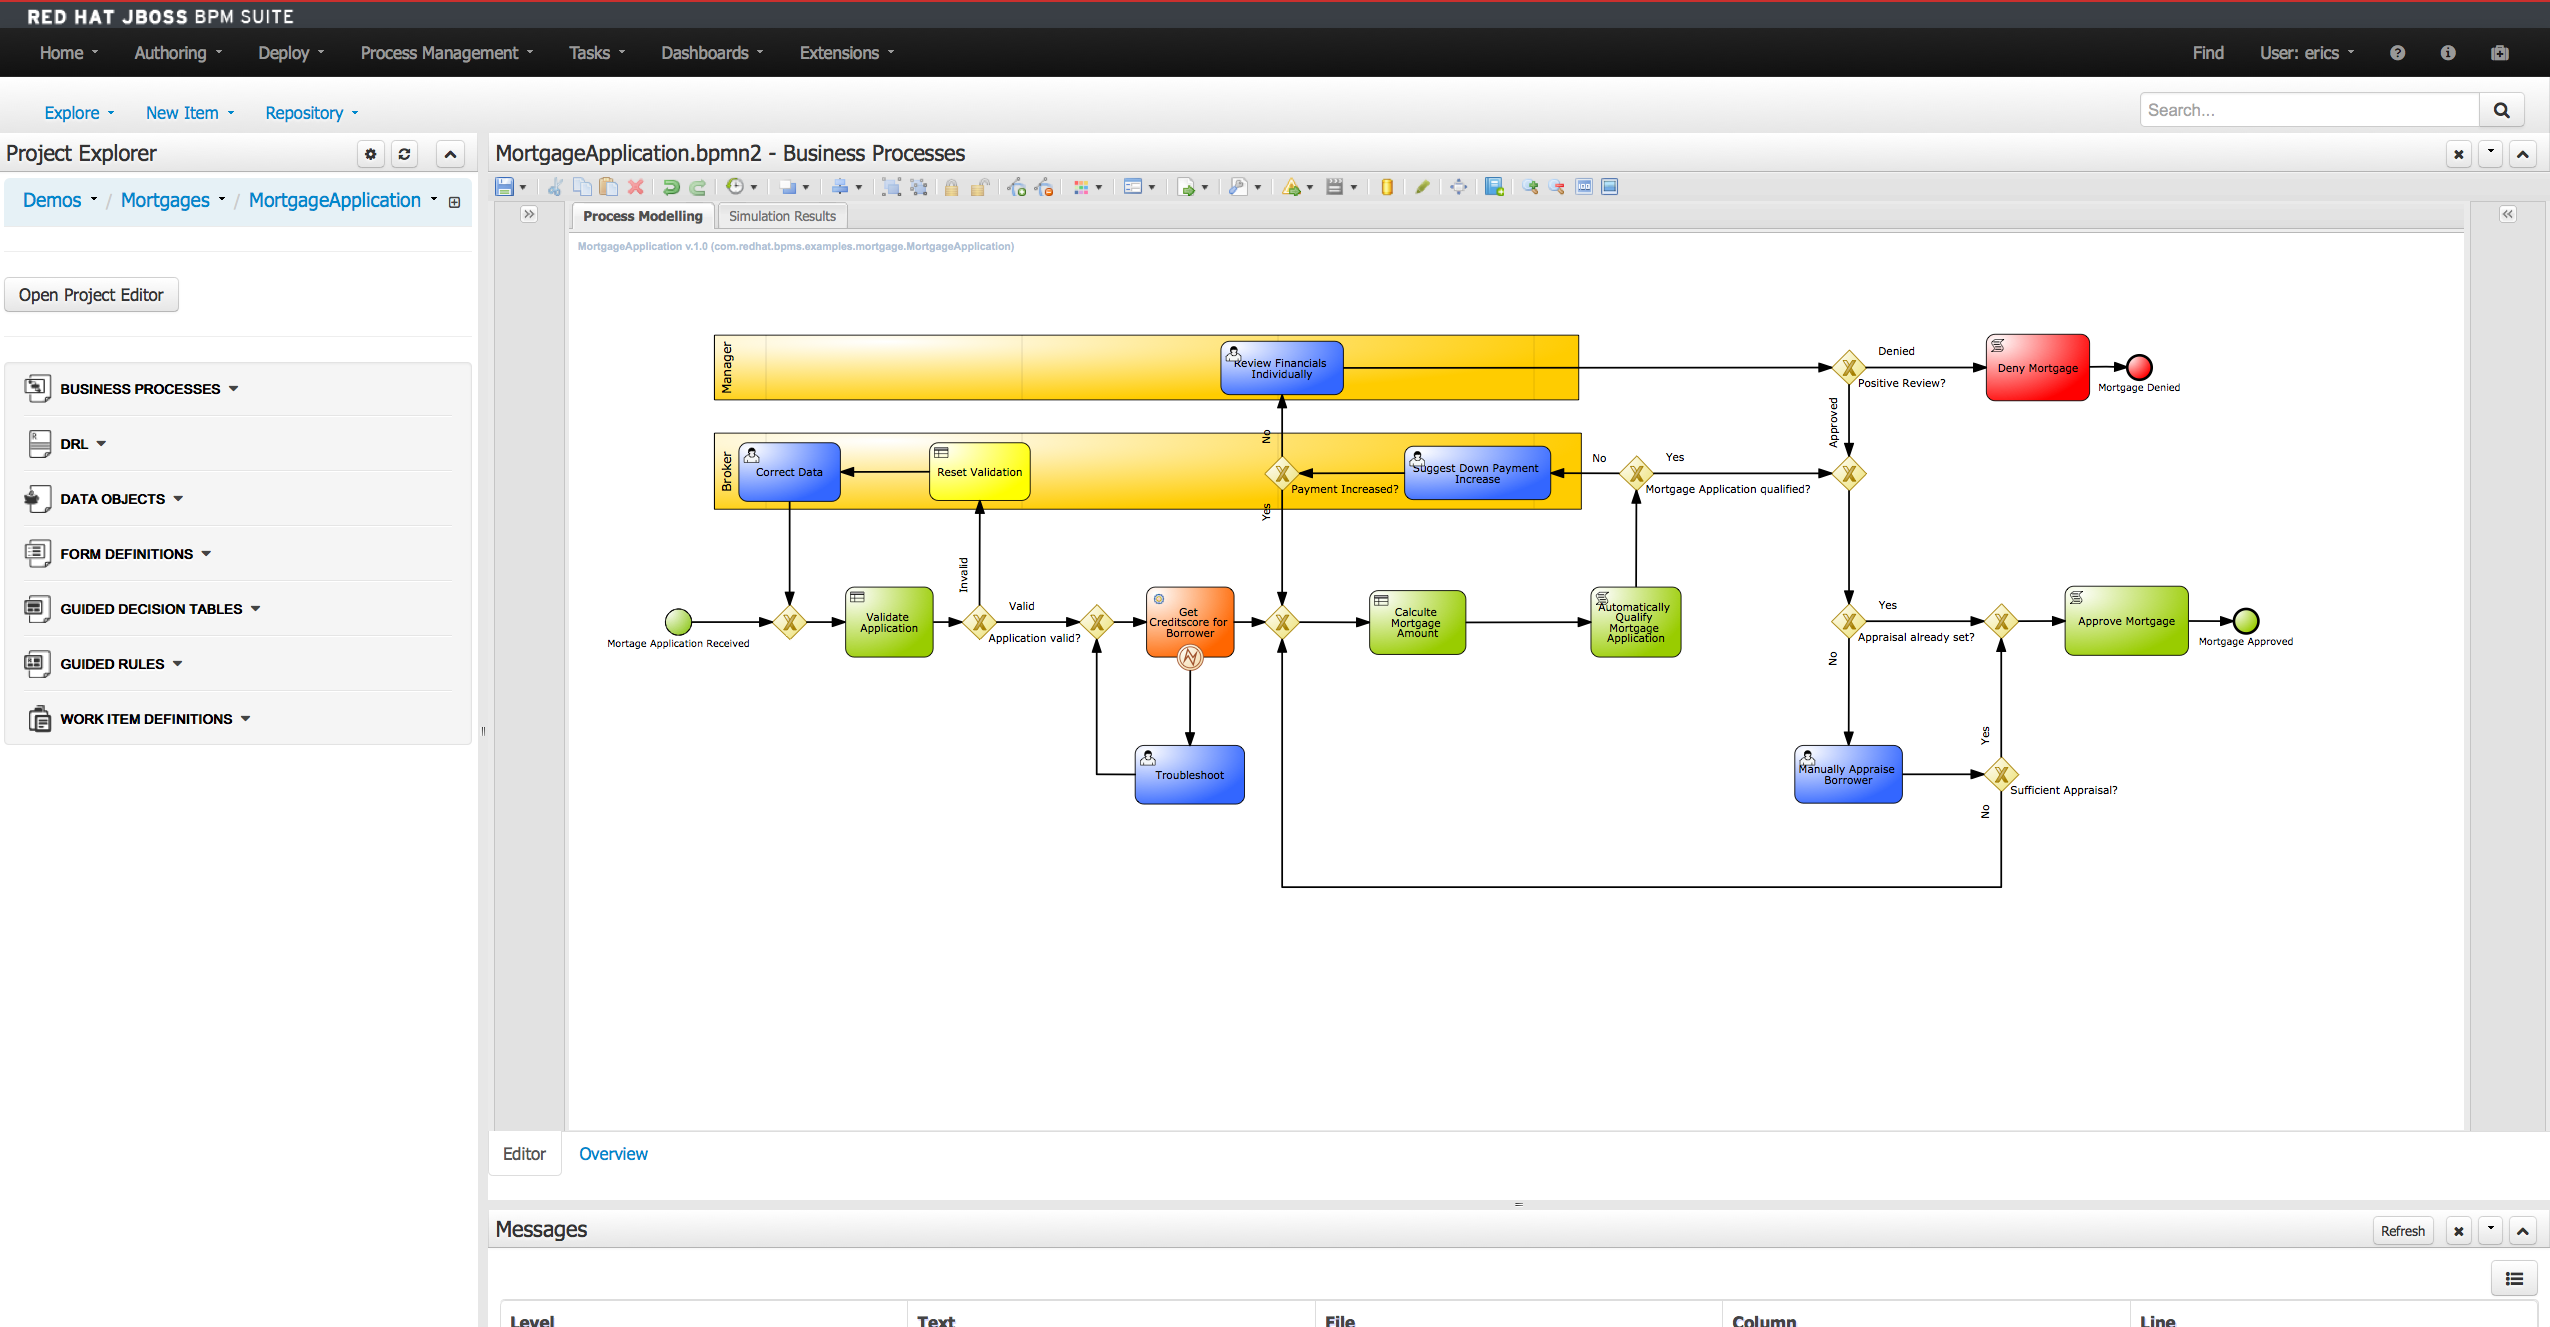 RED HAT JBOSS BPM SUITE
Home Authoring Deploy Process Management Tasks Dashboards Extensions Find User: erics
Explore New Item Repository Search...
Project Explorer
Demos / Mortgages / MortgageApplication
Open Project Editor
BUSINESS PROCESSES
DRL
DATA OBJECTS
FORM DEFINITIONS
GUIDED DECISION TABLES
GUIDED RULES
WORK ITEM DEFINITIONS
MortgageApplication.bpmn2 - Business Processes
Process Modelling Simulation Results
MortgageApplication v.1.0 (com.redhat.bpms.examples.mortgage.MortgageApplication)
Manager
Review Financials
Individually
Denied
Positive Review?
Deny Mortgage
Mortgage Denied
Approved
Broker
Correct Data
Reset Validation
No
Payment Increased?
Yes
Suggest Down Payment
Increase
No
Yes
Mortgage Application qualified?
Mortage Application Received
Validate
Application
Invalid
Valid
Application valid?
Get
Creditscore for
Borrower
Calculte
Mortgage
Amount
Automatically
Qualify
Mortgage
Application
Yes
Appraisal already set?
No
Approve Mortgage
Mortgage Approved
Troubleshoot
Manually Appraise
Borrower
Yes
Sufficient Appraisal?
No
Editor Overview
Messages
Refresh
Level Text File Column Line